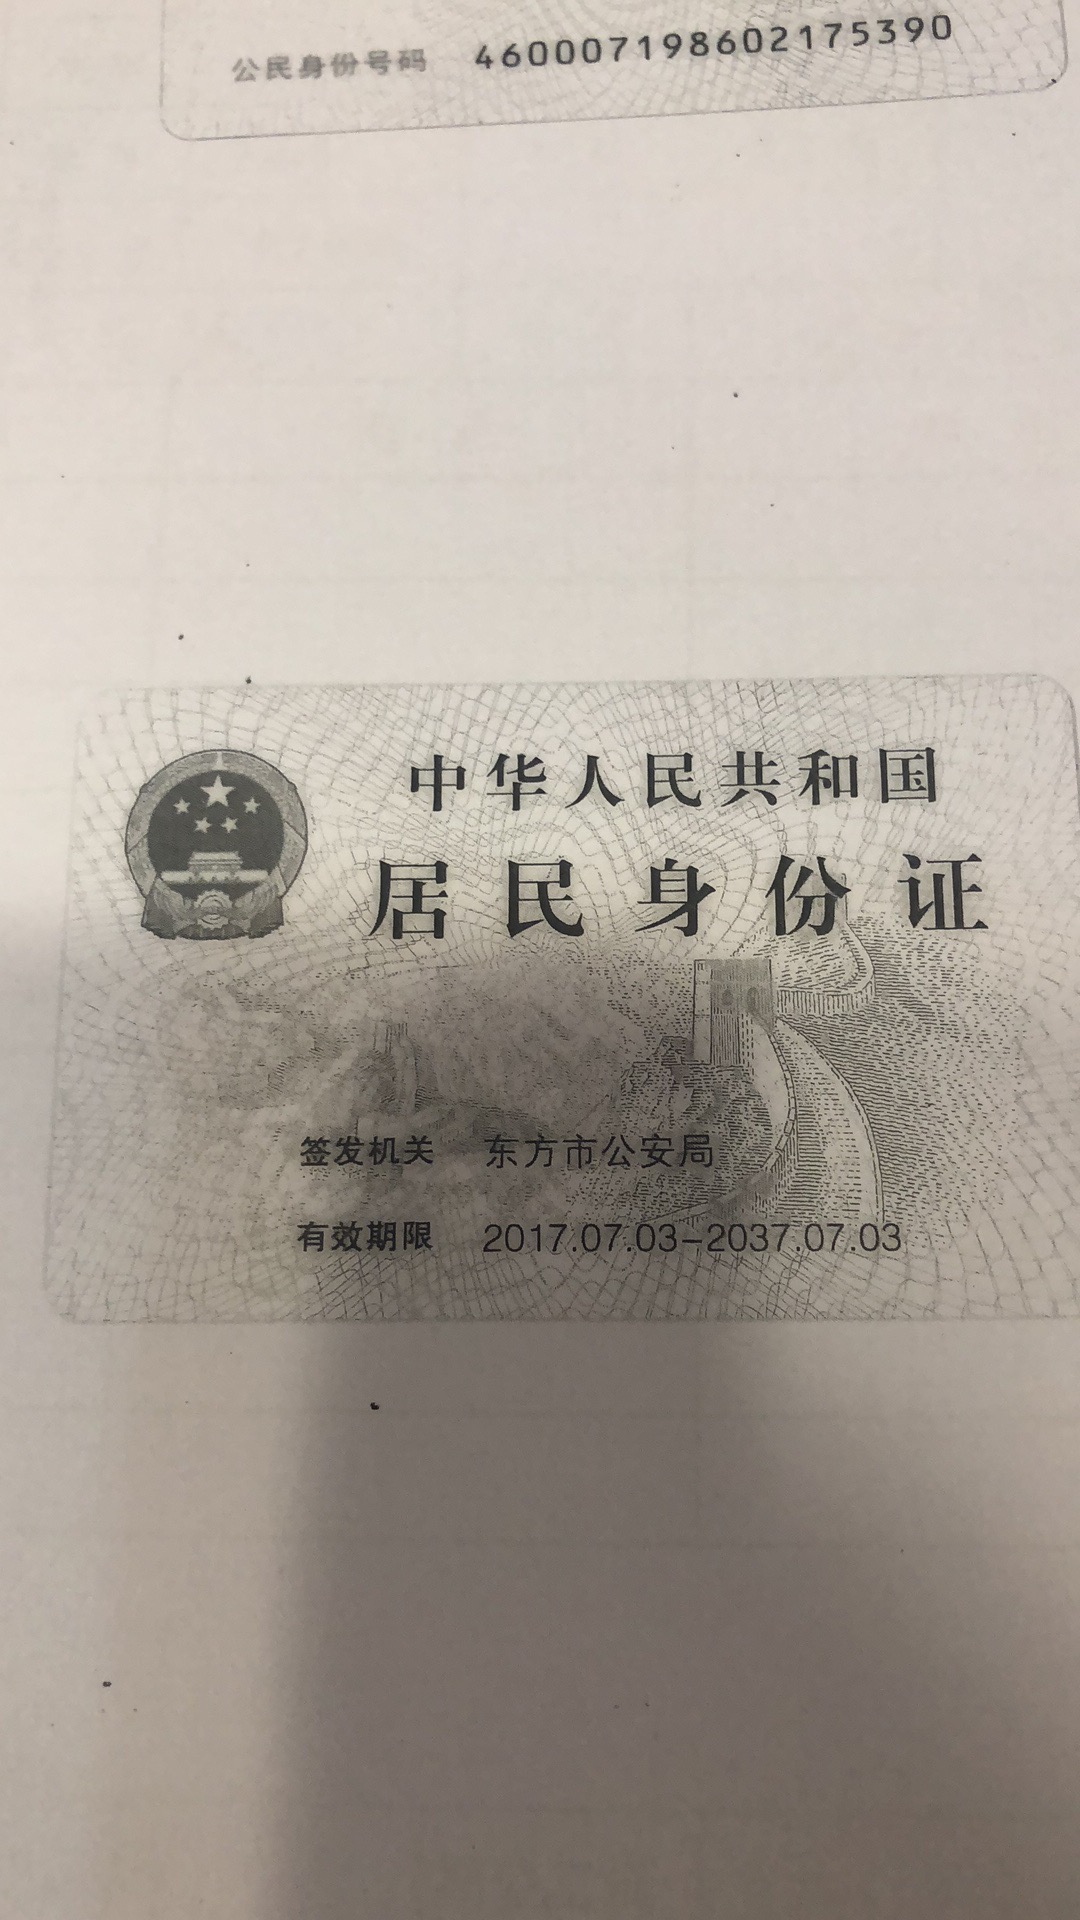 公民身份号码 460007198602175390
中华人民共和国
居民身份证
签发机关 东方市公安局
有效期限 2017.07.03-2037.07.03